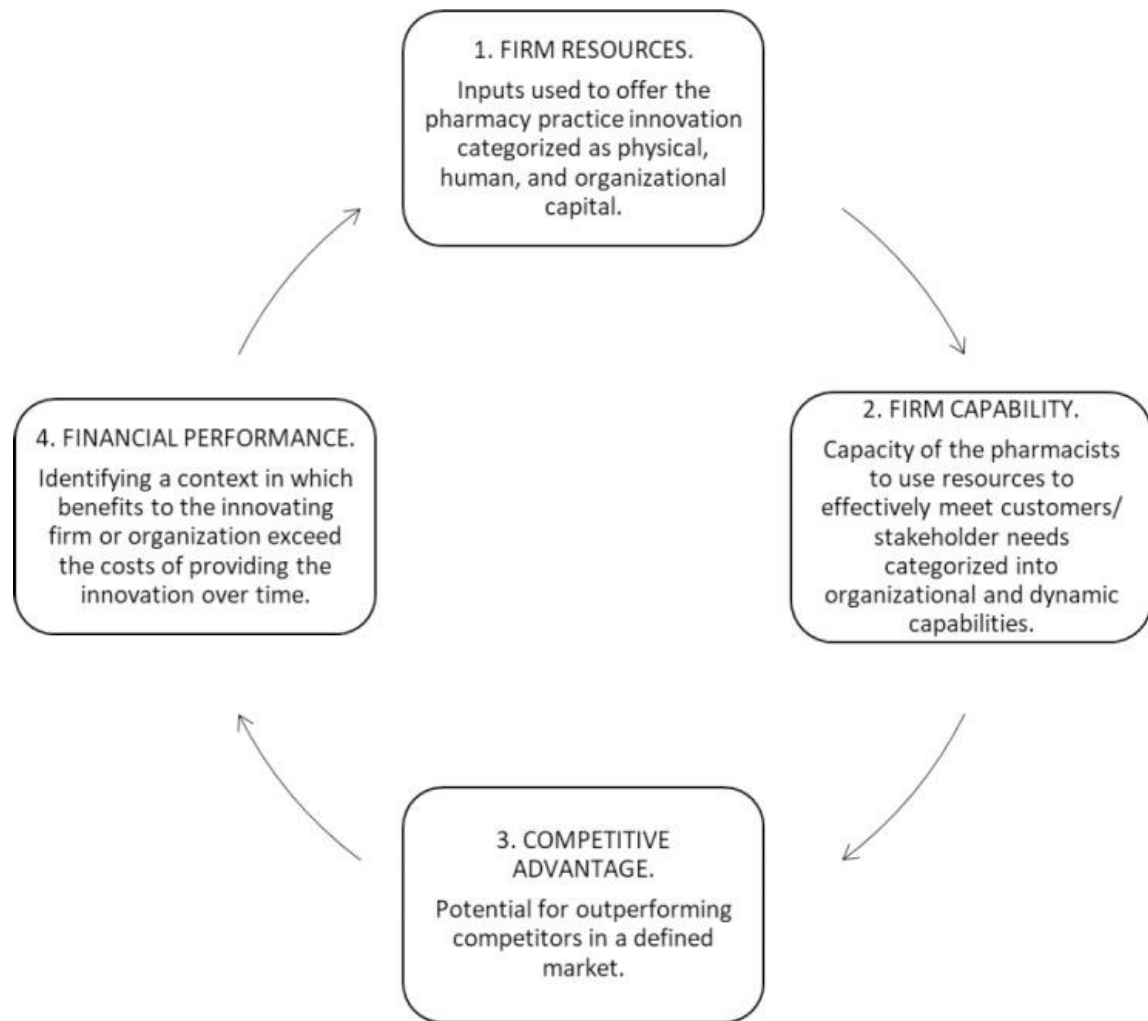 1. FIRM RESOURCES.
Inputs used to offer the
pharmacy practice innovation
categorized as physical,
human, and organizational
capital.
2. FIRM CAPABILITY.
Capacity of the pharmacists
to use resources to
effectively meet customers/
stakeholder needs
categorized into
organizational and dynamic
capabilities.
3. COMPETITIVE
ADVANTAGE.
Potential for outperforming
competitors in a defined
market.
4. FINANCIAL PERFORMANCE.
Identifying a context in which
benefits to the innovating
firm or organization exceed
the costs of providing the
innovation over time.